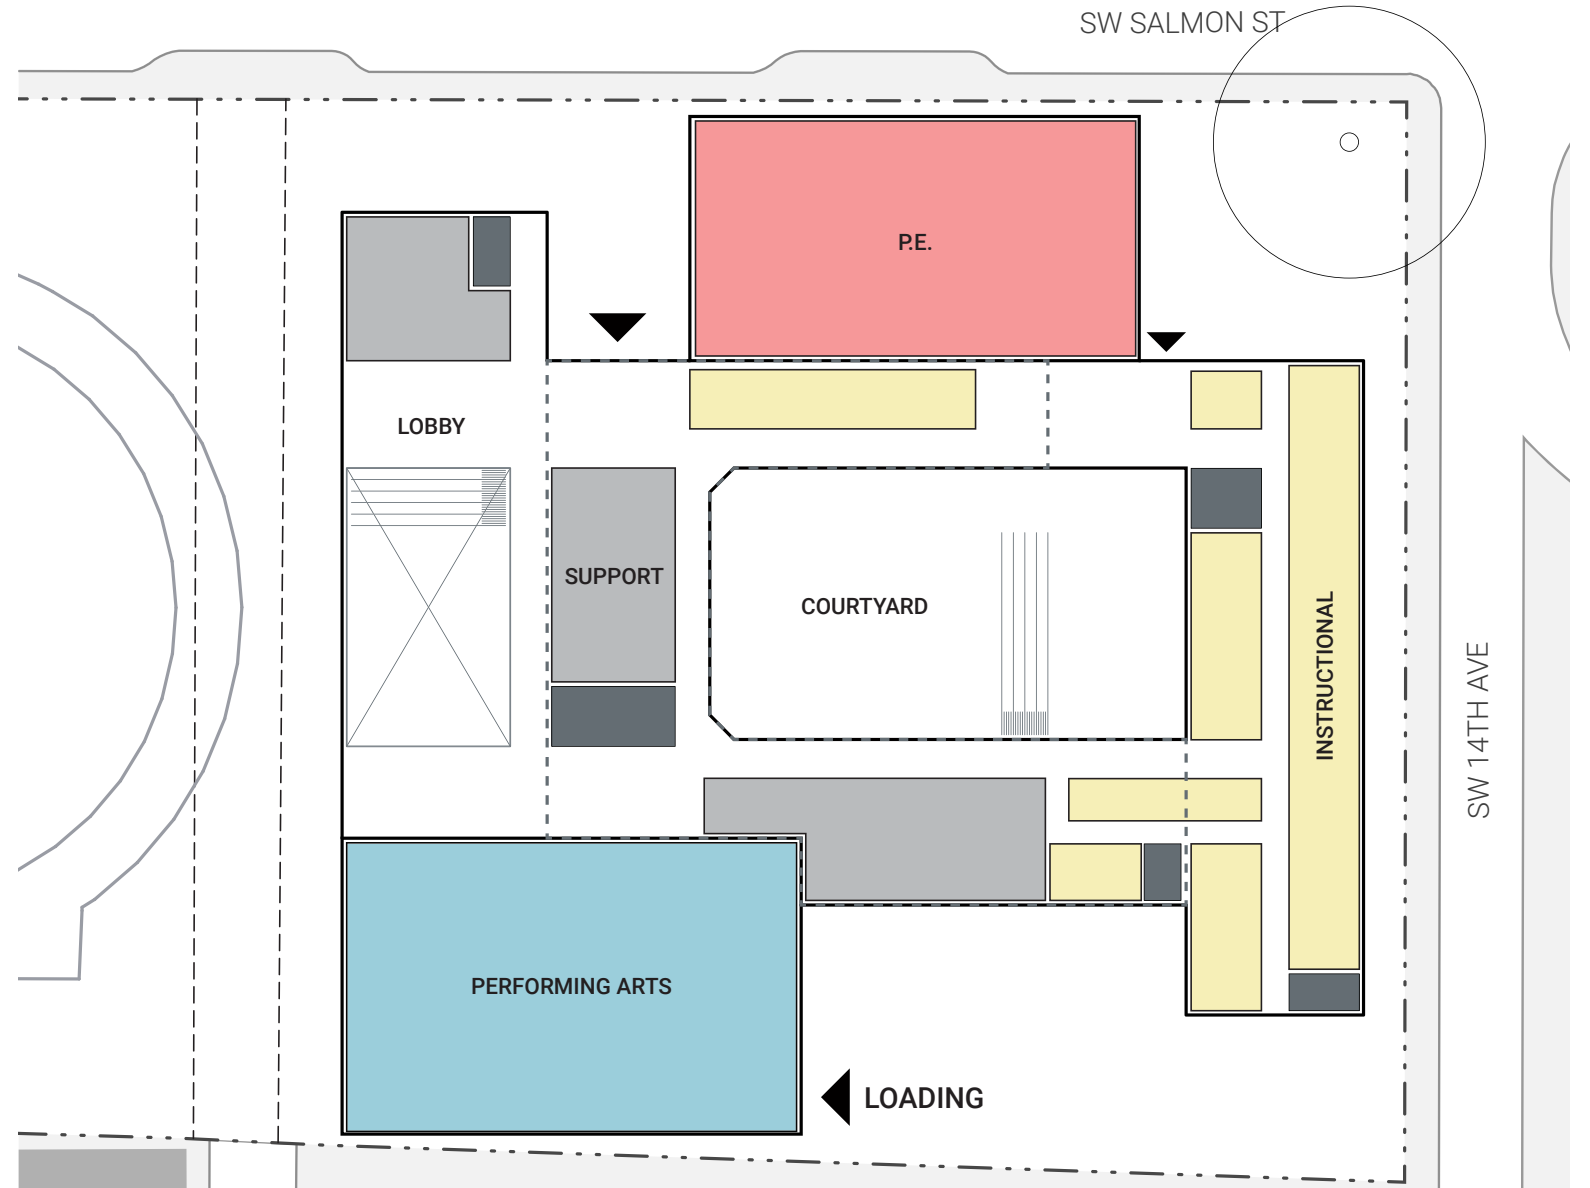 SW SALMON ST
P.E.
LOBBY
SUPPORT
COURTYARD
INSTRUCTIONAL
SW 14TH AVE
PERFORMING ARTS
LOADING